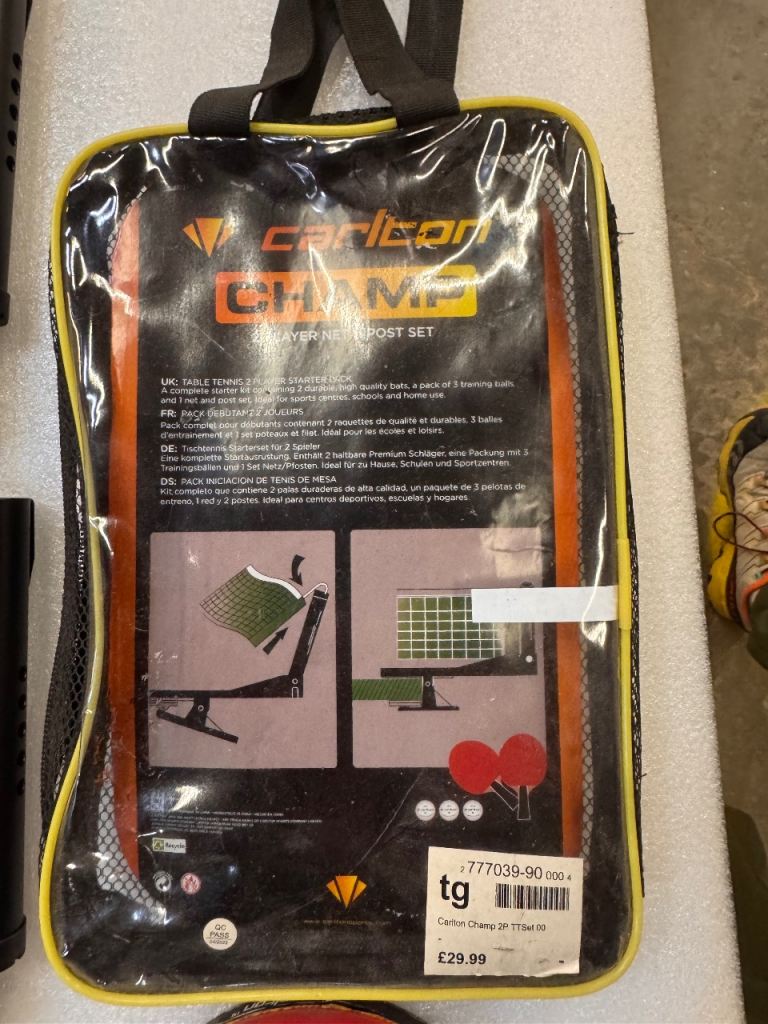 carlton
CHAMP
PLAYER NET POST SET
UK: TABLE TENNIS 2 PLAYER STARTER PACK
A complete starter kit containing 2 durable, high quality bats, a pack of 3 training balls
and 1 net and post set. Ideal for sports centres, schools and home use.
FR: PACK DÉBUTANT 2 JOUEURS
Pack complet pour débutants contenant 2 raquettes de qualité et durables, 3 balles
d'entrainement et 1 set poteaux et filet. Idéal pour les écoles et loisirs.
DE: Tischtennis Starterset für 2 Spieler
Eine komplette Startausrüstung. Enthält 2 haltbare Premium Schläger, eine Packung mit 3
Trainingsbällen und 1 Set Netz/Pfosten. Ideal für zu Hause, Schulen und Sportzentren.
DS: PACK INICIACION DE TENIS DE MESA
Kit completo que contiene 2 palas duraderas de alta calidad, un paquete de 3 pelotas de
entreno, 1 red y 2 postes. Ideal para centros deportivos, escuelas y hogares.
Recycle
QC
PASS
2 777039-90 000 4
tg
Carlton Champ 2P TTSet 00
£29.99